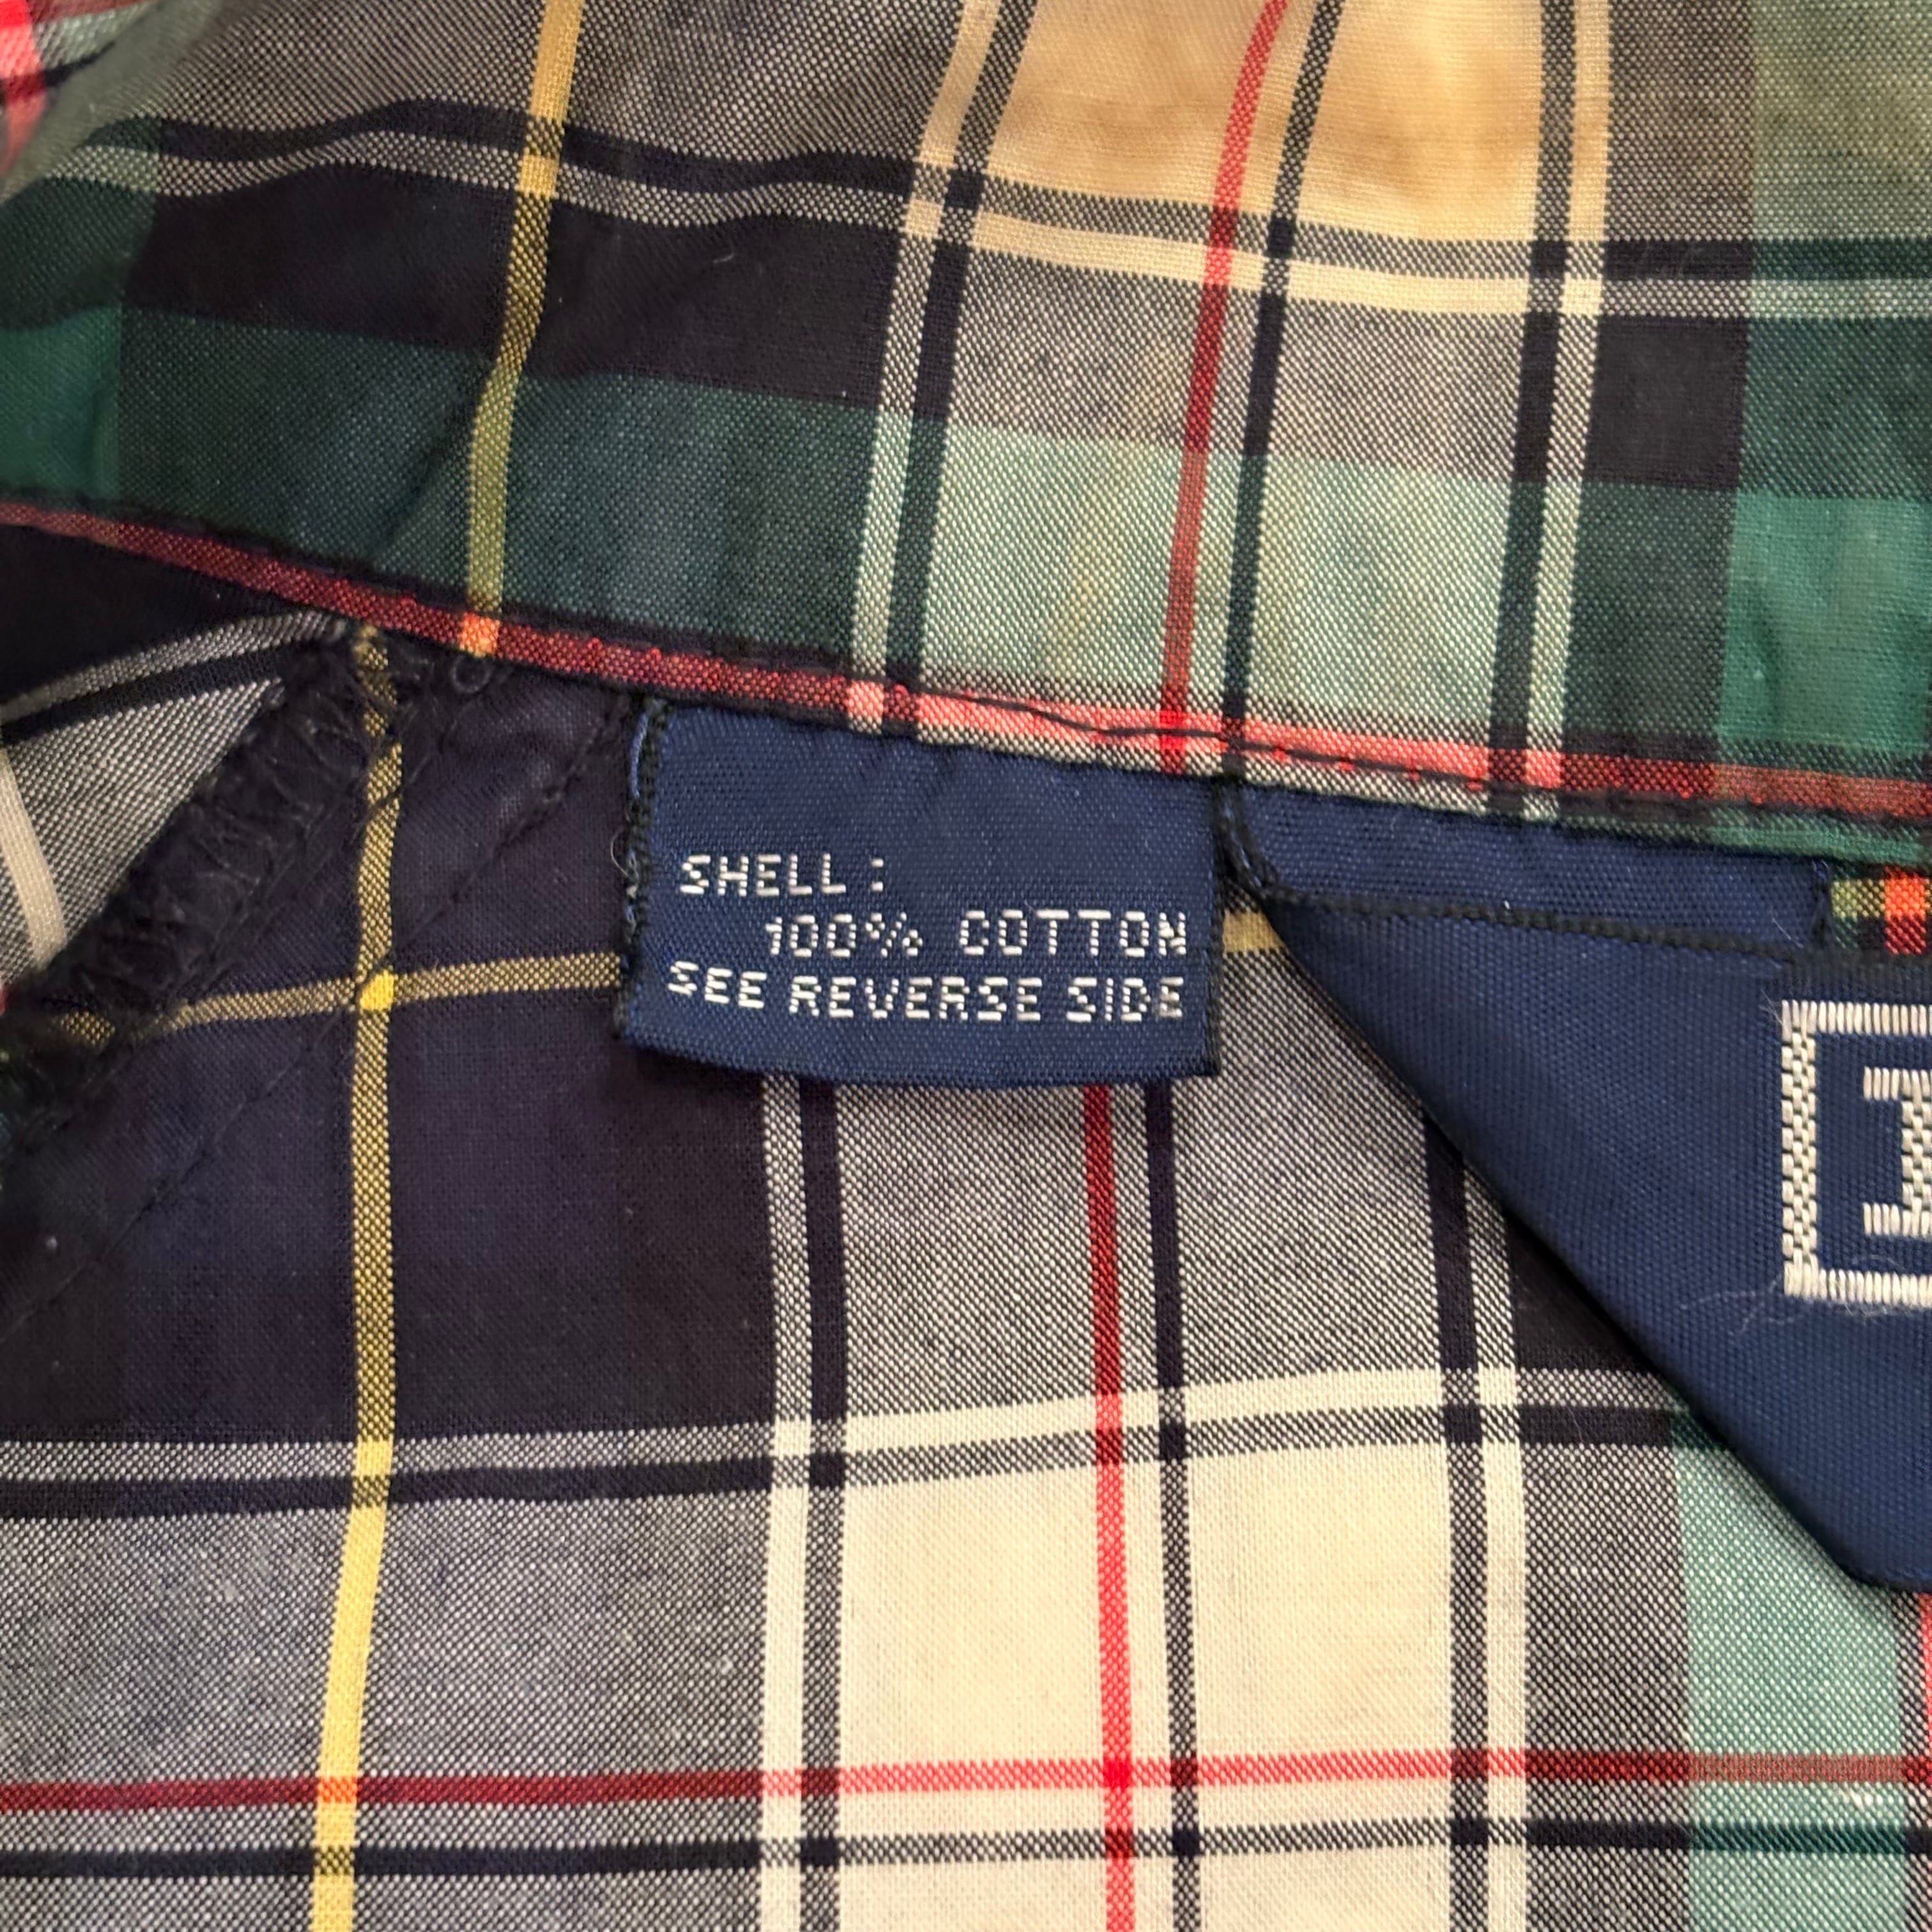 SHELL:
100% COTTON
SEE REVERSE SIDE